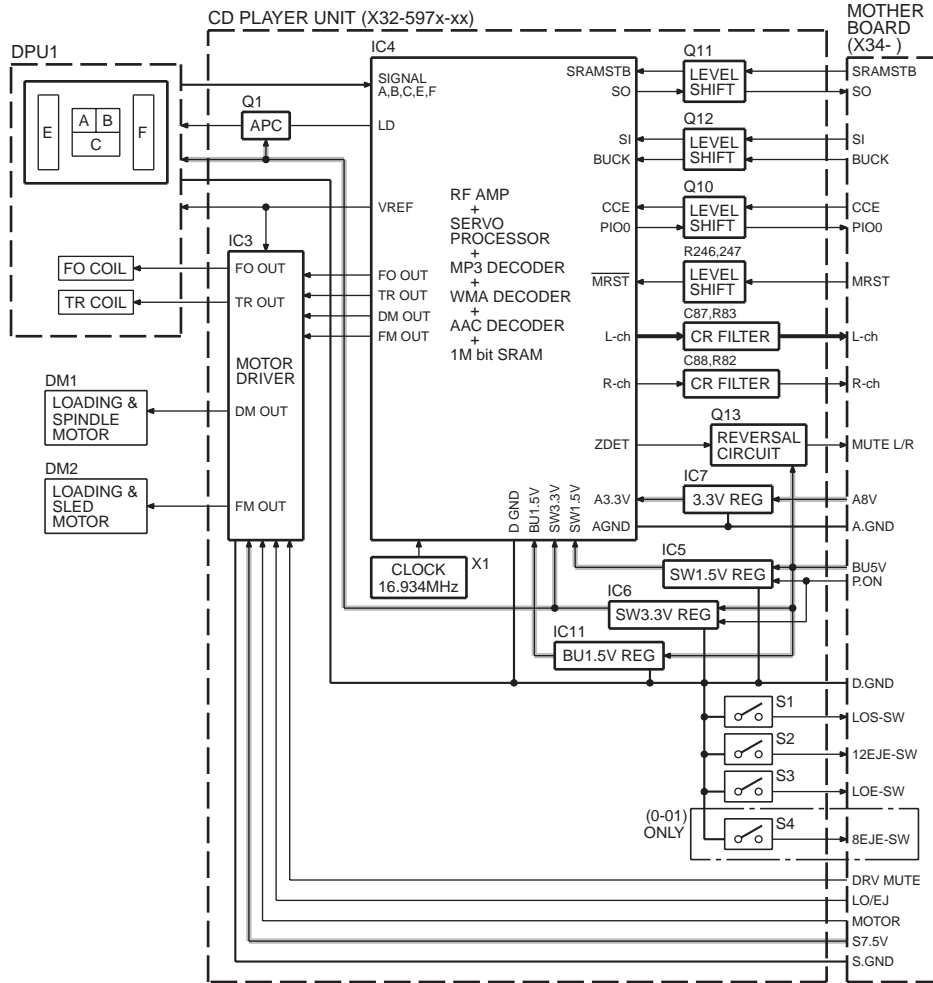 CD PLAYER UNIT (X32-597x-xx)
MOTHER
BOARD
(X34- )
DPU1
E
A
B
C
F
FO COIL
TR COIL
DM1
LOADING &
SPINDLE
MOTOR
DM2
LOADING &
SLED
MOTOR
Q1
APC
IC3
FO OUT
TR OUT
MOTOR
DRIVER
DM OUT
FM OUT
IC4
SIGNAL
A,B,C,E,F
LD
VREF
FO OUT
TR OUT
DM OUT
FM OUT
RF AMP
+
SERVO
PROCESSOR
+
MP3 DECODER
+
WMA DECODER
+
AAC DECODER
+
1M bit SRAM
SRAMSTB
SO
SI
BUCK
CCE
PIO0
MRST
L-ch
R-ch
ZDET
A3.3V
AGND
D GND
BU1.5V
SW3.3V
SW1.5V
CLOCK
16.934MHz
X1
Q11
LEVEL
SHIFT
Q12
LEVEL
SHIFT
Q10
LEVEL
SHIFT
R246,247
LEVEL
SHIFT
C87,R83
CR FILTER
C88,R82
CR FILTER
Q13
REVERSAL
CIRCUIT
IC7
3.3V REG
IC5
SW1.5V REG
IC6
SW3.3V REG
IC11
BU1.5V REG
S1
S2
S3
(0-01)
ONLY
S4
SRAMSTB
SO
SI
BUCK
CCE
PIO0
MRST
L-ch
R-ch
MUTE L/R
A8V
A.GND
BU5V
P.ON
D.GND
LOS-SW
12EJE-SW
LOE-SW
8EJE-SW
DRV MUTE
LO/EJ
MOTOR
S7.5V
S.GND